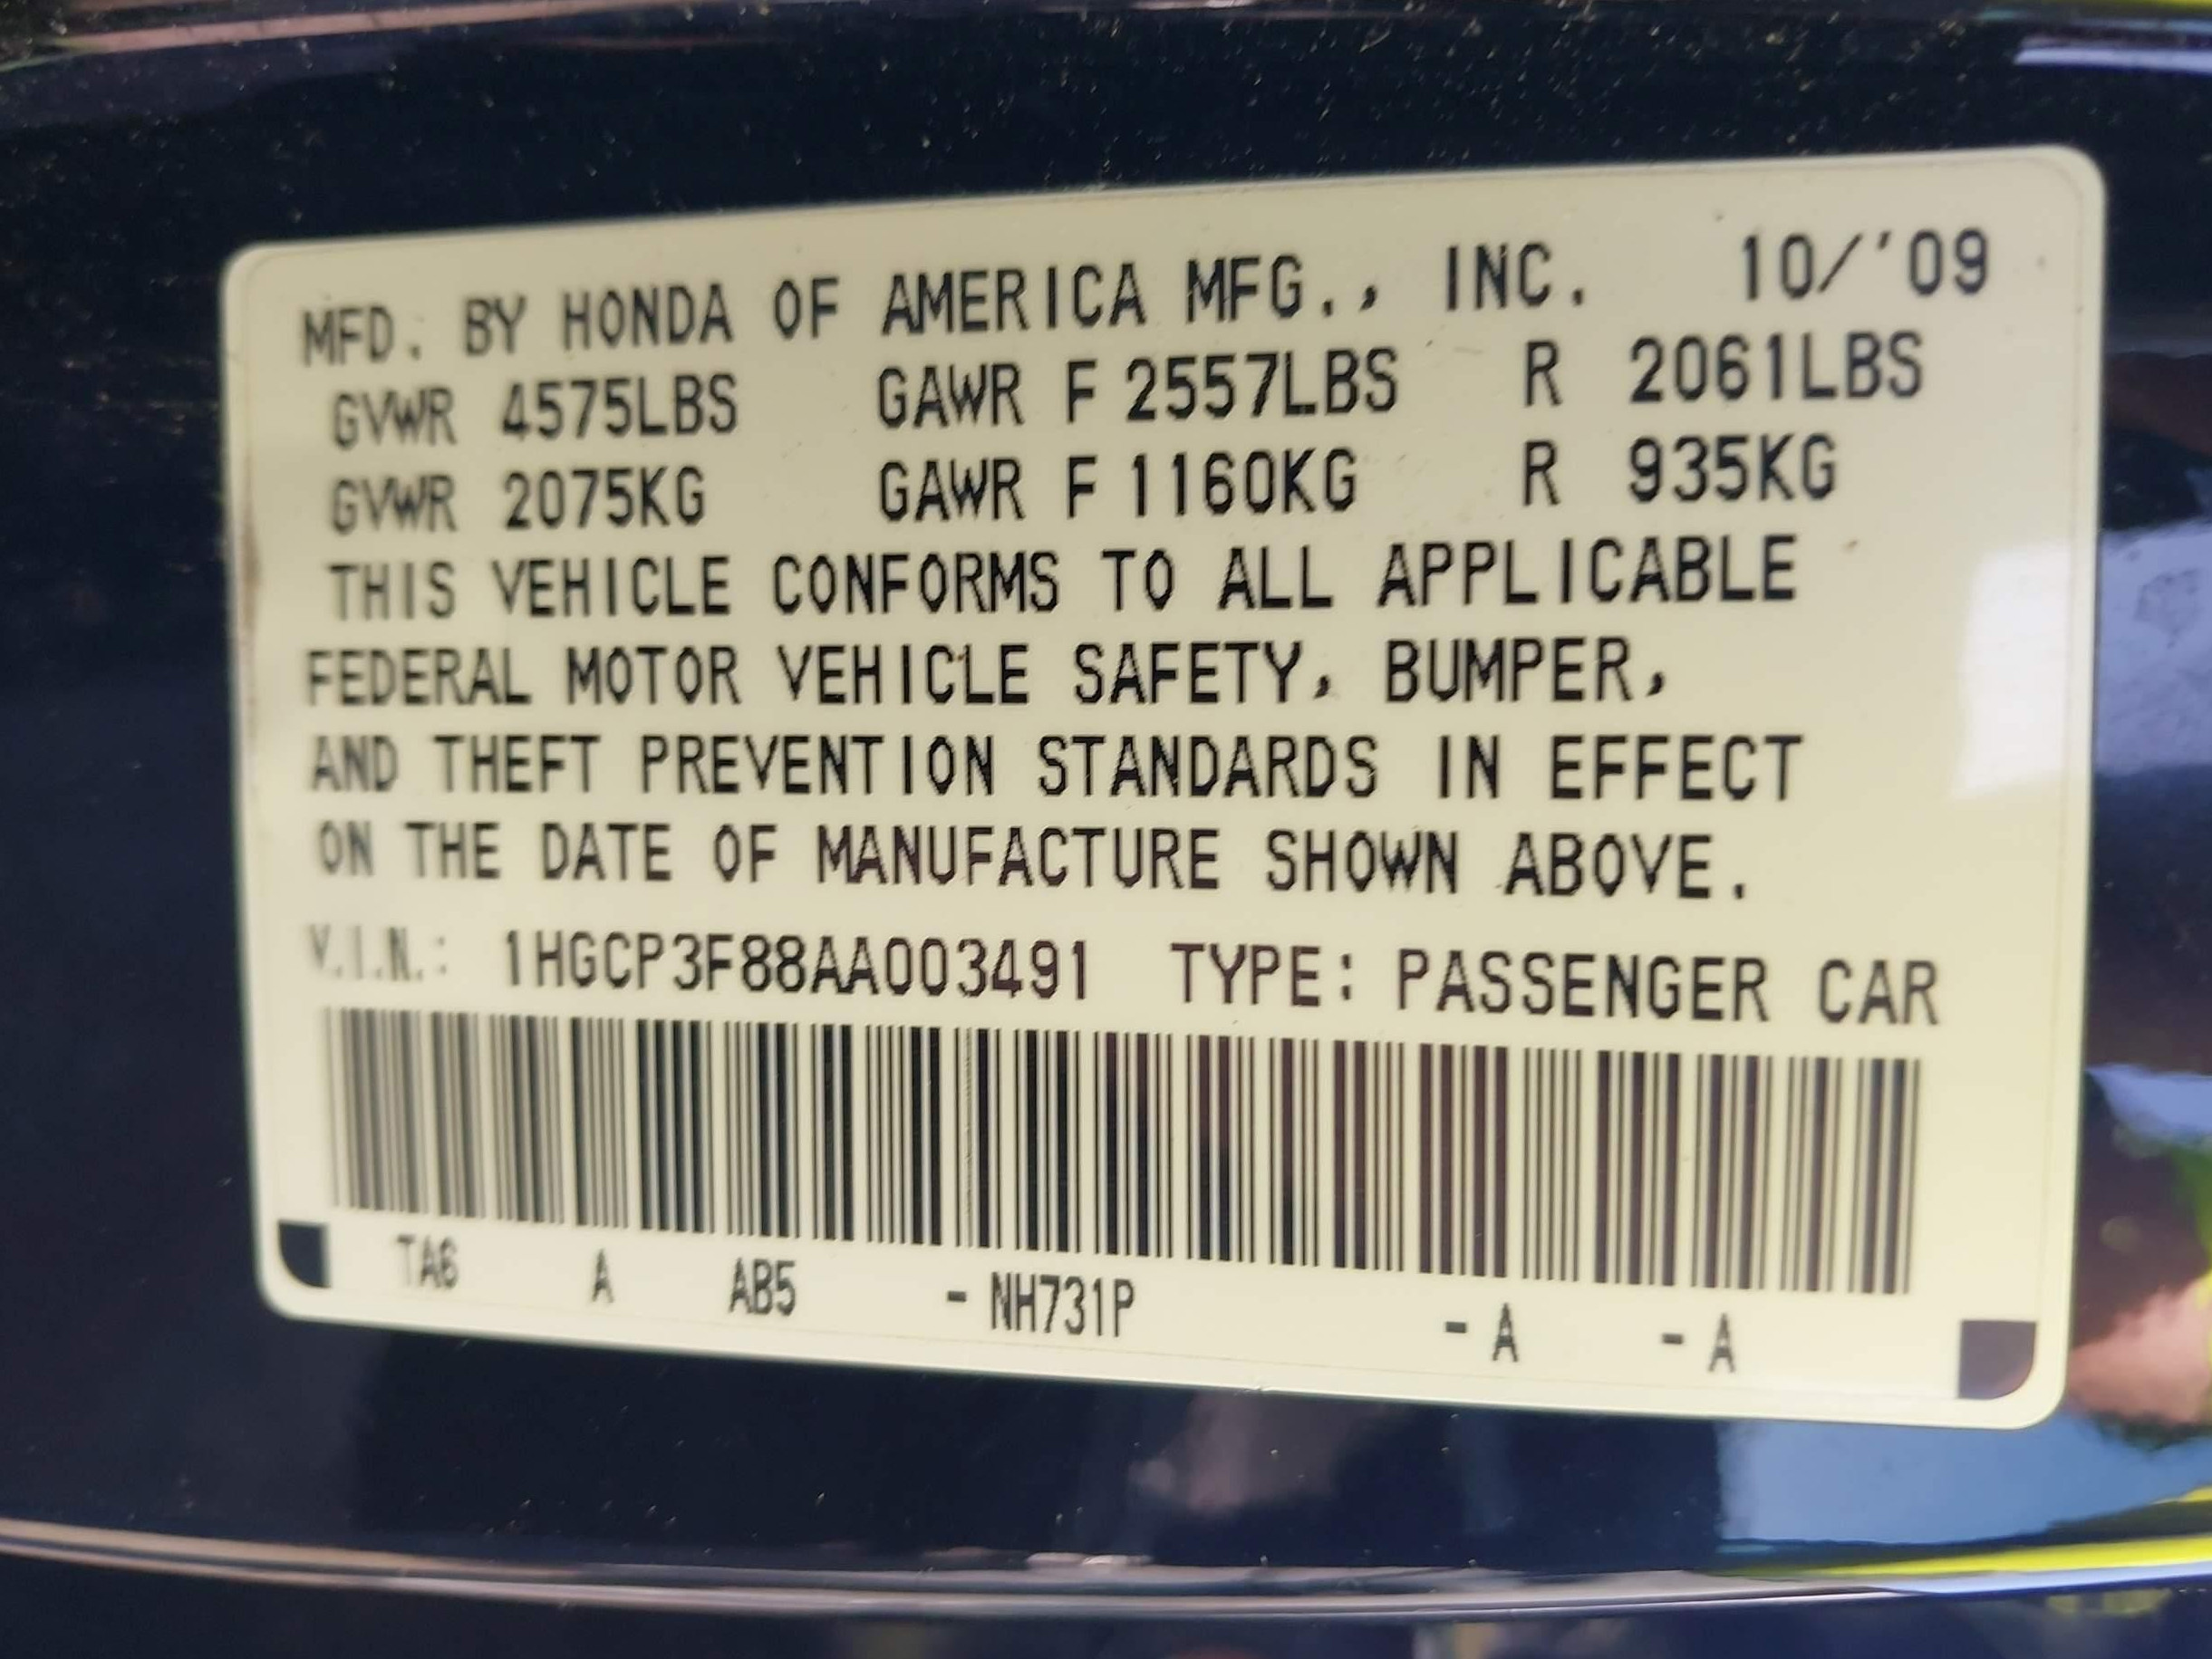 MFD. BY HONDA OF AMERICA MFG., INC. 10/'09
GVWR 4575LBS GAWR F 2557LBS R 2061LBS
GVWR 2075KG GAWR F 1160KG R 935KG
THIS VEHICLE CONFORMS TO ALL APPLICABLE
FEDERAL MOTOR VEHICLE SAFETY, BUMPER,
AND THEFT PREVENTION STANDARDS IN EFFECT
ON THE DATE OF MANUFACTURE SHOWN ABOVE.
V.I.N.: 1HGCP3F88AA003491 TYPE: PASSENGER CAR
TA6 A AB5 - NH731P - A - A